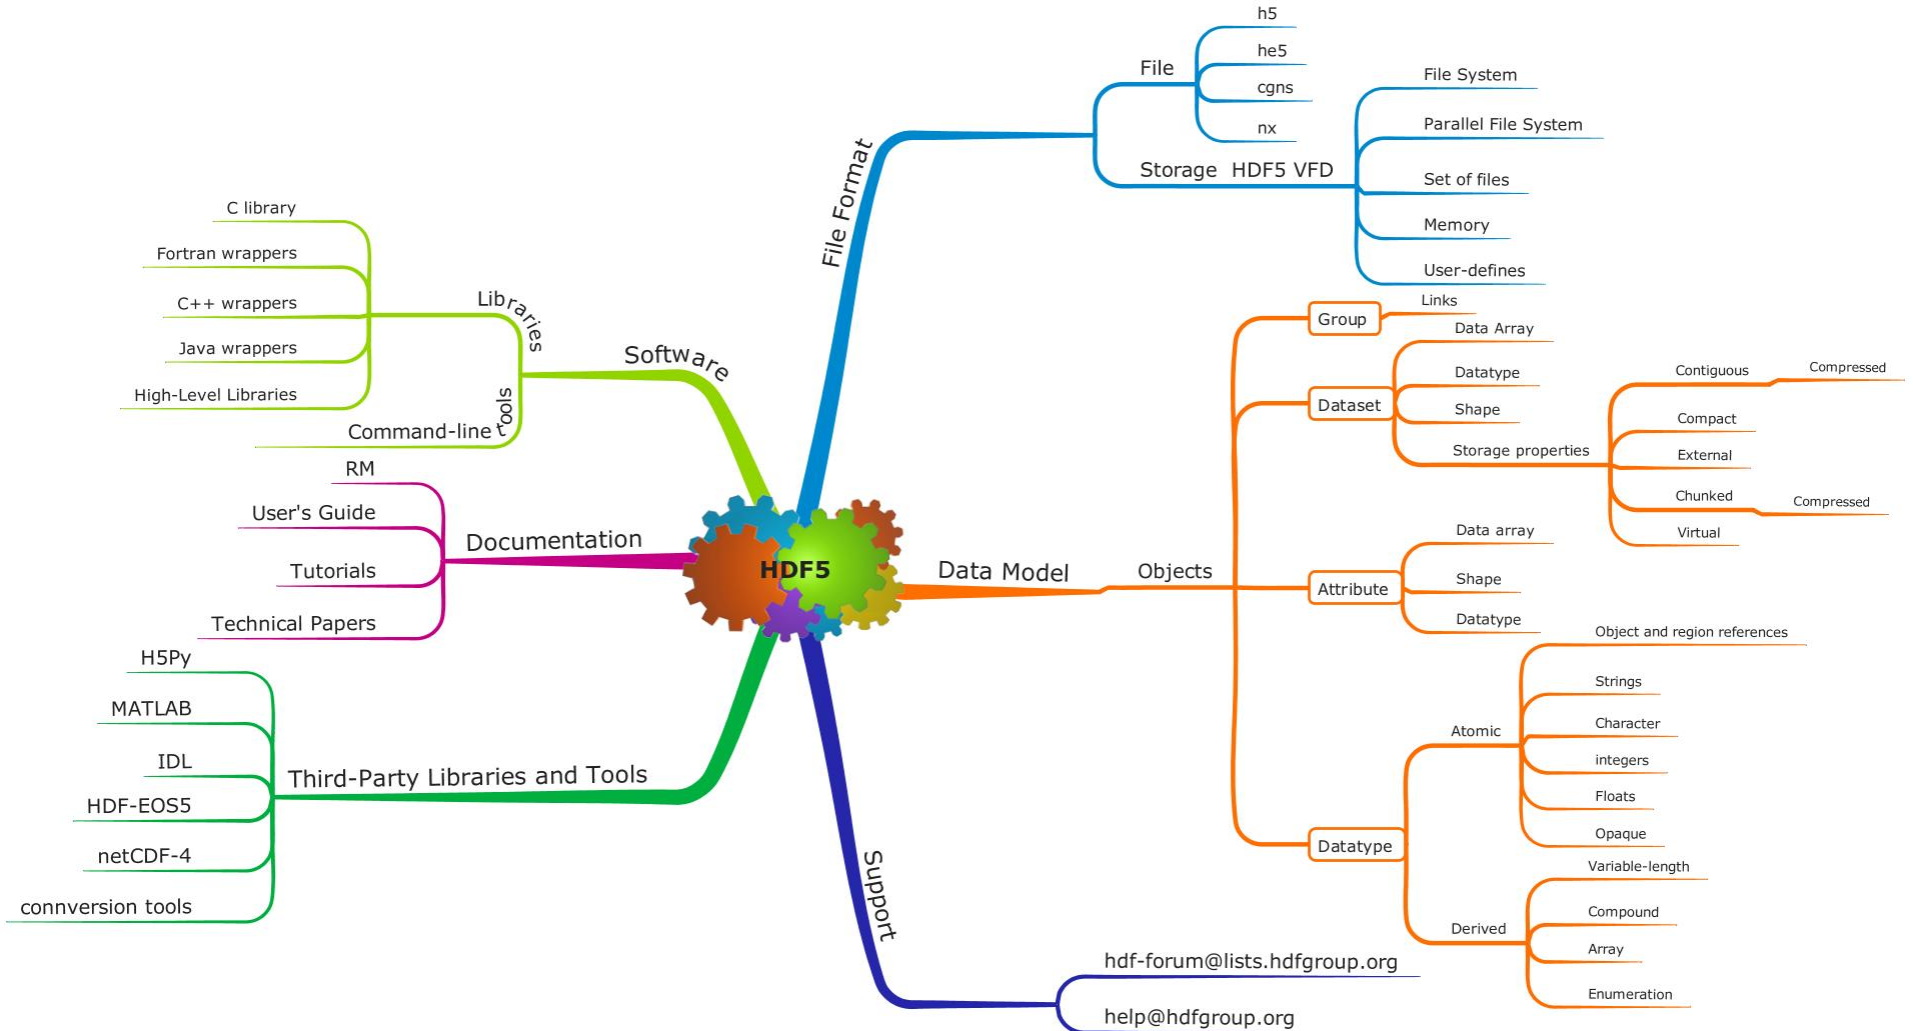 HDF5
File Format
File
h5
he5
cgns
nx
Storage HDF5 VFD
File System
Parallel File System
Set of files
Memory
User-defines
Data Model
Objects
Group
Links
Dataset
Data Array
Datatype
Shape
Storage properties
Contiguous
Compressed
Compact
External
Chunked
Compressed
Virtual
Attribute
Data array
Shape
Datatype
Datatype
Atomic
Object and region references
Strings
Character
integers
Floats
Opaque
Derived
Variable-length
Compound
Array
Enumeration
Support
hdf-forum@lists.hdfgroup.org
help@hdfgroup.org
Software
Libraries
C library
Fortran wrappers
C++ wrappers
Java wrappers
High-Level Libraries
Command-line tools
Documentation
RM
User's Guide
Tutorials
Technical Papers
Third-Party Libraries and Tools
H5Py
MATLAB
IDL
HDF-EOS5
netCDF-4
connversion tools